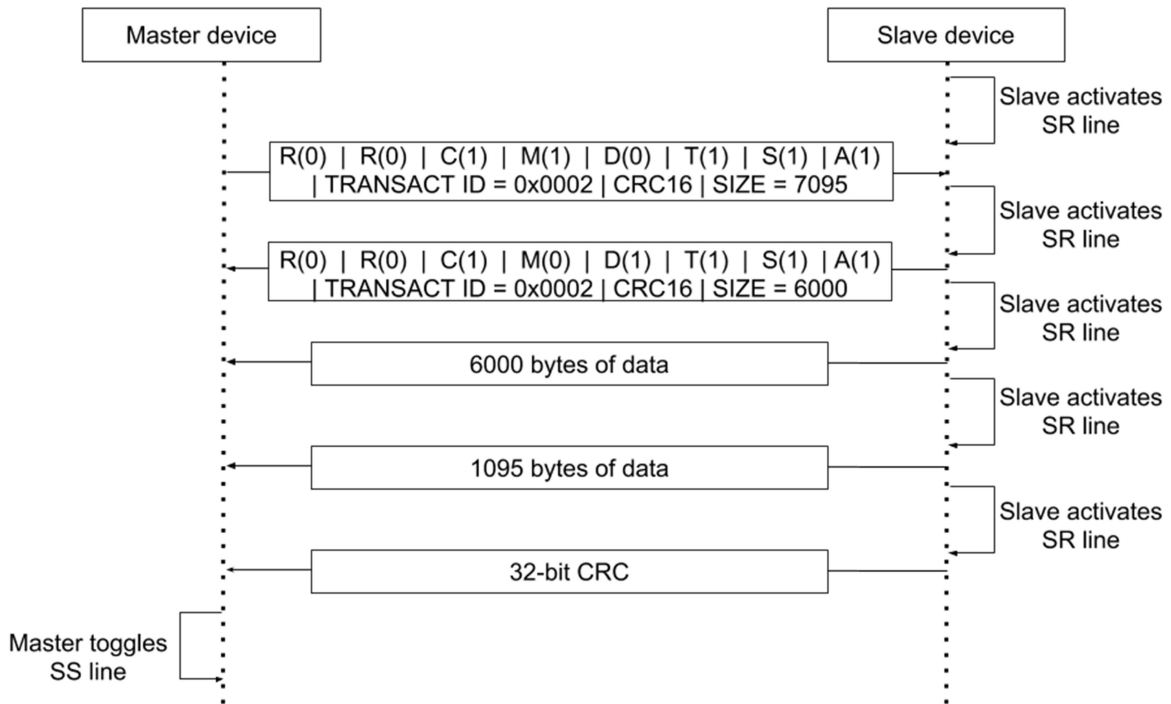 Master device
Slave device
Slave activates
SR line
R(0) | R(0) | C(1) | M(1) | D(0) | T(1) | S(1) | A(1)
| TRANSACT ID = 0x0002 | CRC16 | SIZE = 7095
Slave activates
SR line
R(0) | R(0) | C(1) | M(0) | D(1) | T(1) | S(1) | A(1)
| TRANSACT ID = 0x0002 | CRC16 | SIZE = 6000
Slave activates
SR line
6000 bytes of data
Slave activates
SR line
1095 bytes of data
Slave activates
SR line
32-bit CRC
Master toggles
SS line